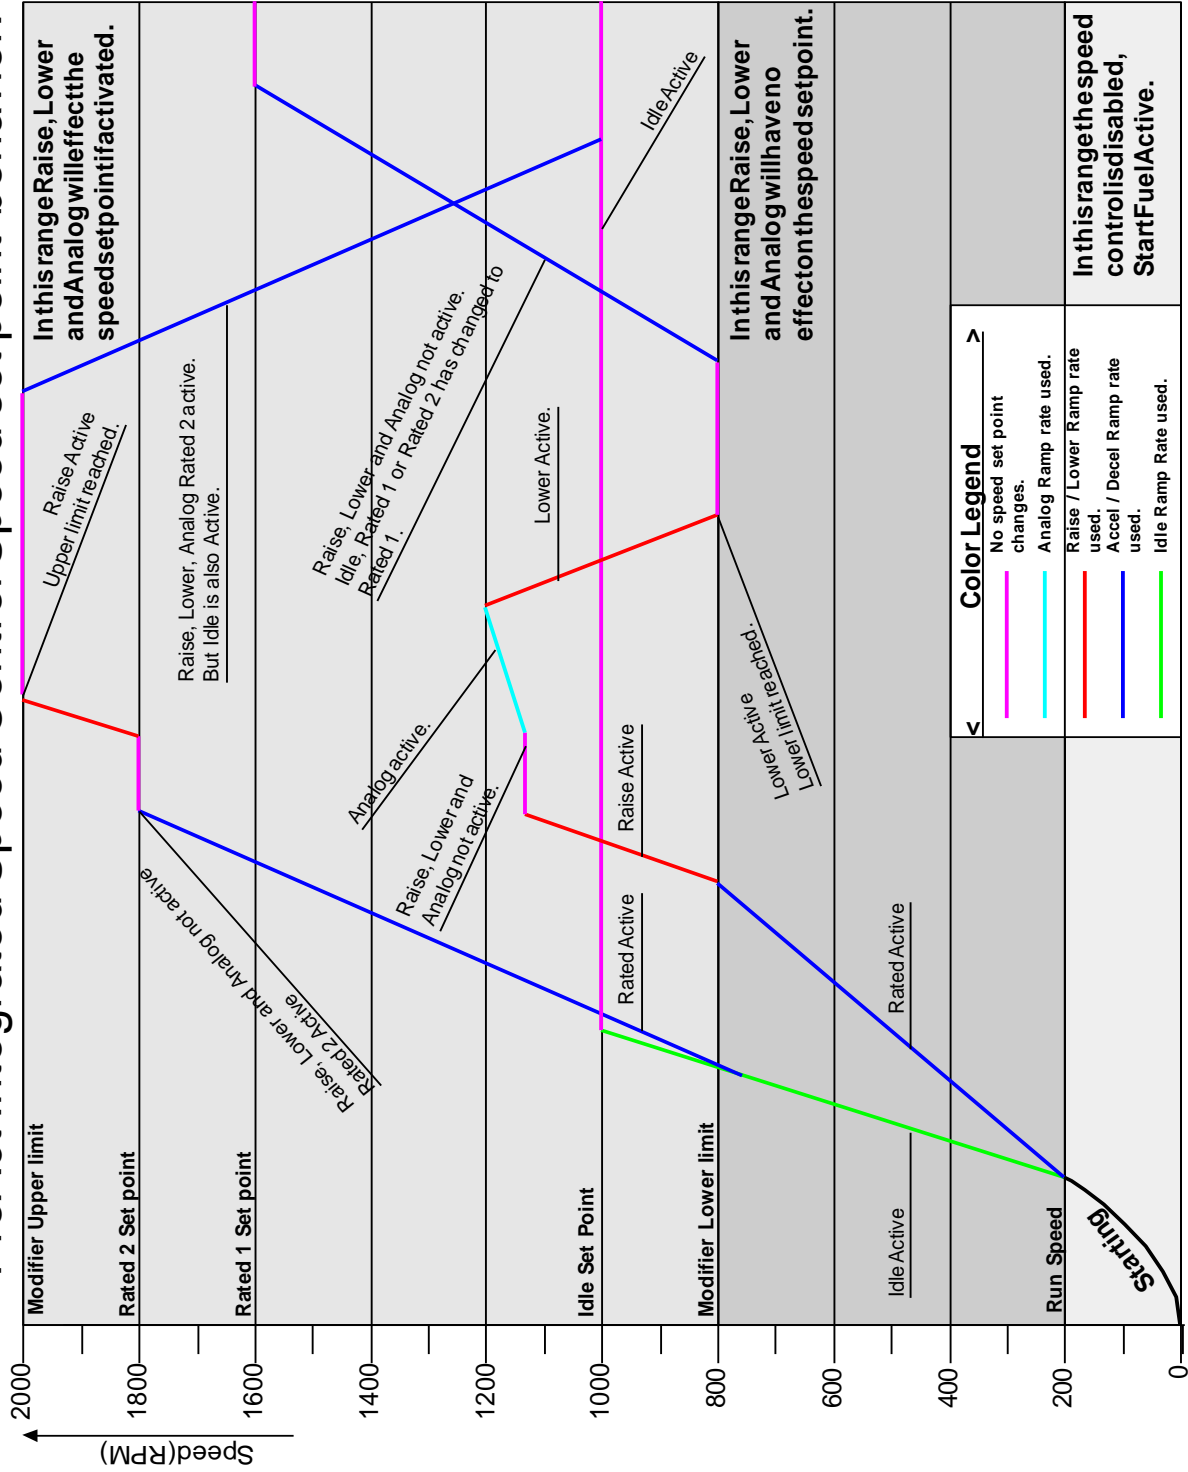 Modifier Upper limit
Rated 2 Set point
Rated 1 Set point
Idle Set Point
Modifier Lower limit
Run Speed
Starting
Speed(RPM)
2000
1800
1600
1400
1200
1000
800
600
400
200
0
In this range Raise, Lower
and Analog will effect the
speed set point if activated.
In this range Raise, Lower
and Analog will have no
effect on the speed set point.
In this range the speed
control is disabled,
Start Fuel Active.
Raise Active
Upper limit reached.
Raise, Lower, Analog Rated 2 active.
But Idle is also Active.
Raise, Lower and Analog not active.
Idle, Rated 1 or Rated 2 has changed to
Rated 1.
Idle Active
Lower Active.
Analog active.
Raise, Lower and
Analog not active.
Raise, Lower and Analog not active
Rated 2 Active
Raise Active
Rated Active
Lower Active
Lower limit reached.
Rated Active
Idle Active
< Color Legend >
No speed set point
changes.
Analog Ramp rate used.
Raise / Lower Ramp rate
used.
Accel / Decel Ramp rate
used.
Idle Ramp Rate used.